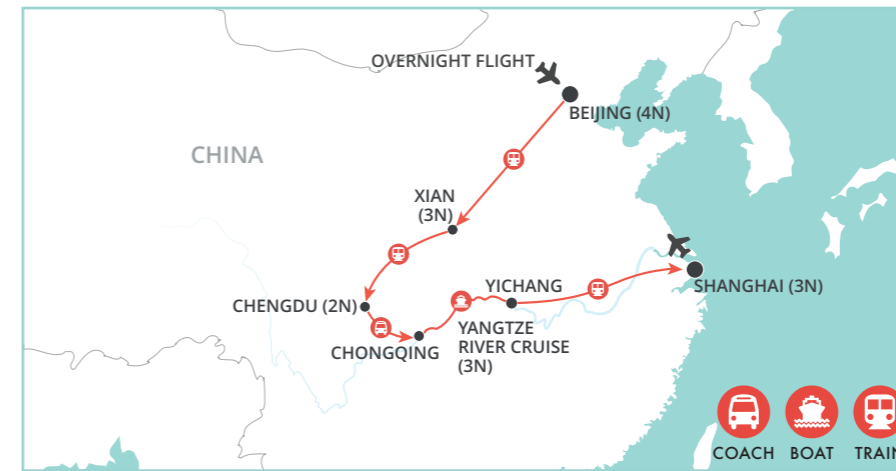 OVERNIGHT FLIGHT
BEIJING (4N)
CHINA
XIAN
(3N)
CHENGDU (2N)
CHONGQING
YICHANG
YANGTZE
RIVER CRUISE
(3N)
SHANGHAI (3N)
COACH
BOAT
TRAIN